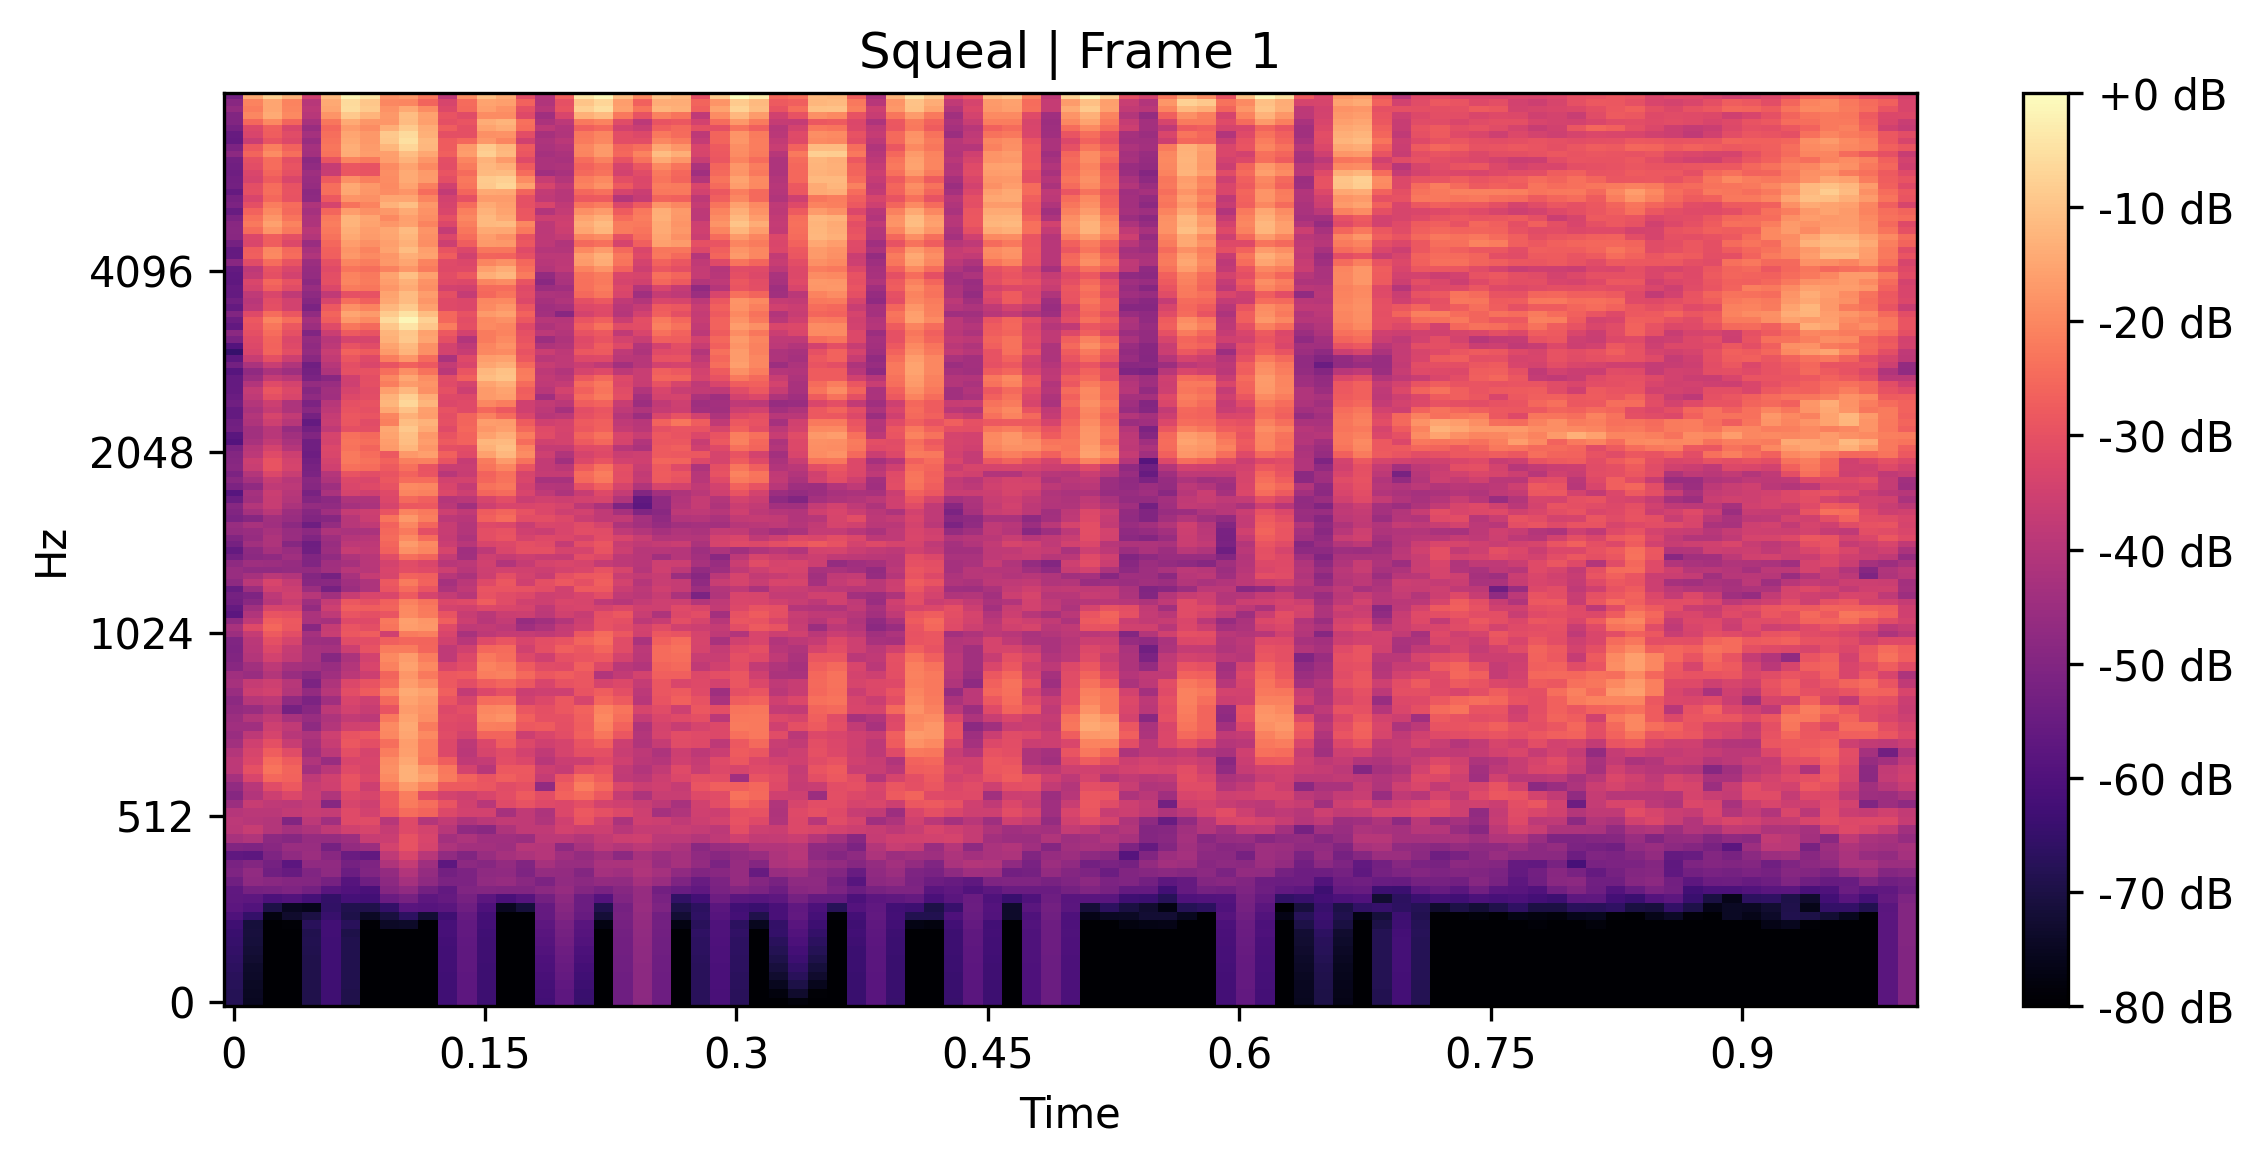 Squeal | Frame 1
+0 dB
-10 dB
-20 dB
-30 dB
-40 dB
-50 dB
-60 dB
-70 dB
-80 dB
Hz
4096
2048
1024
512
0
0 0.15 0.3 0.45 0.6 0.75 0.9
Time